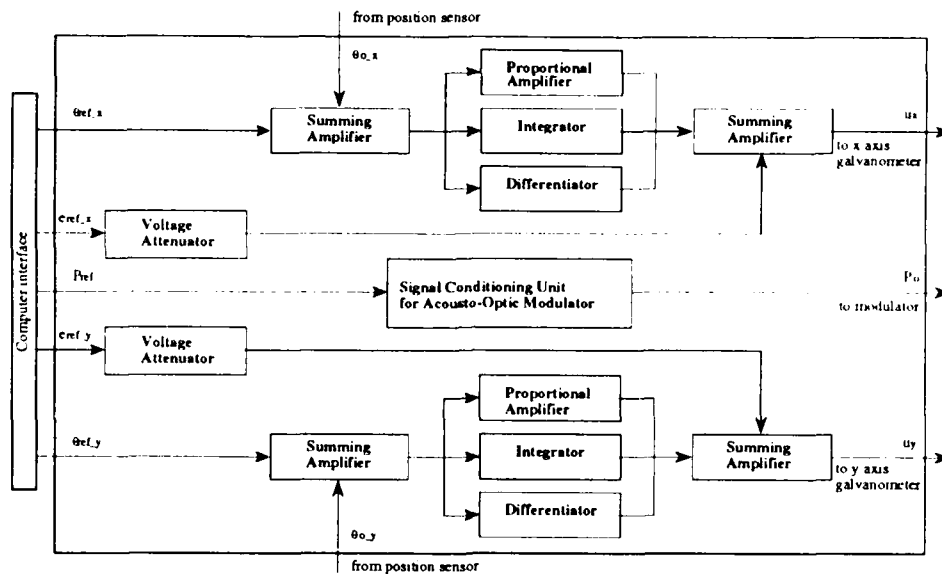 from position sensor
θo_x
Proportional
Amplifier
θref_x
Summing
Amplifier
Integrator
Summing
Amplifier
ux
to x axis
galvanometer
Differentiator
eref_x
Voltage
Attenuator
Computer interface
Pref
Signal Conditioning Unit
for Acousto-Optic Modulator
Po
to modulator
eref_y
Voltage
Attenuator
Proportional
Amplifier
θref_y
Summing
Amplifier
Integrator
Summing
Amplifier
uy
to y axis
galvanometer
Differentiator
θo_y
from position sensor